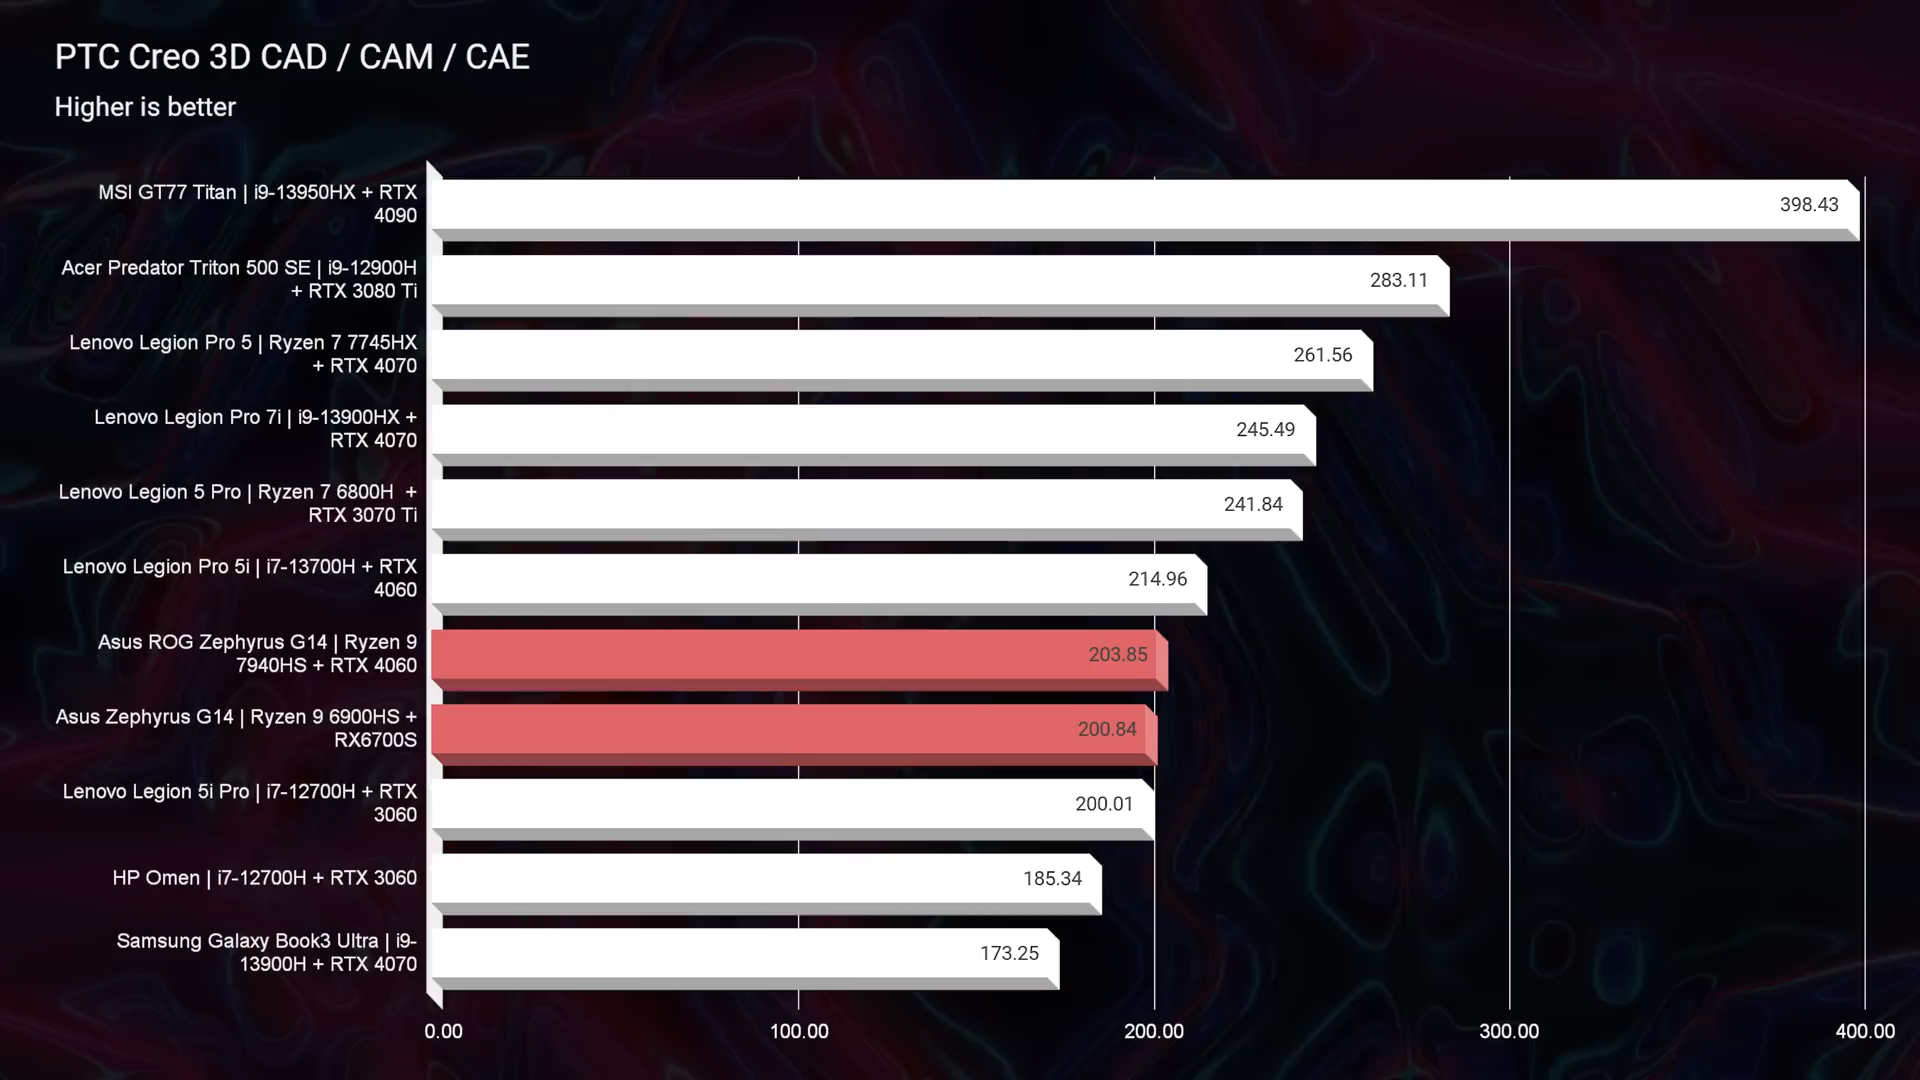 PTC Creo 3D CAD / CAM / CAE
Higher is better
MSI GT77 Titan | i9-13950HX + RTX
4090
398.43
Acer Predator Triton 500 SE | i9-12900H
+ RTX 3080 Ti
283.11
Lenovo Legion Pro 5 | Ryzen 7 7745HX
+ RTX 4070
261.56
Lenovo Legion Pro 7i | i9-13900HX +
RTX 4070
245.49
Lenovo Legion 5 Pro | Ryzen 7 6800H +
RTX 3070 Ti
241.84
Lenovo Legion Pro 5i | i7-13700H + RTX
4060
214.96
Asus ROG Zephyrus G14 | Ryzen 9
7940HS + RTX 4060
203.85
Asus Zephyrus G14 | Ryzen 9 6900HS +
RX6700S
200.84
Lenovo Legion 5i Pro | i7-12700H + RTX
3060
200.01
HP Omen | i7-12700H + RTX 3060
185.34
Samsung Galaxy Book3 Ultra | i9-
13900H + RTX 4070
173.25
0.00 100.00 200.00 300.00 400.00